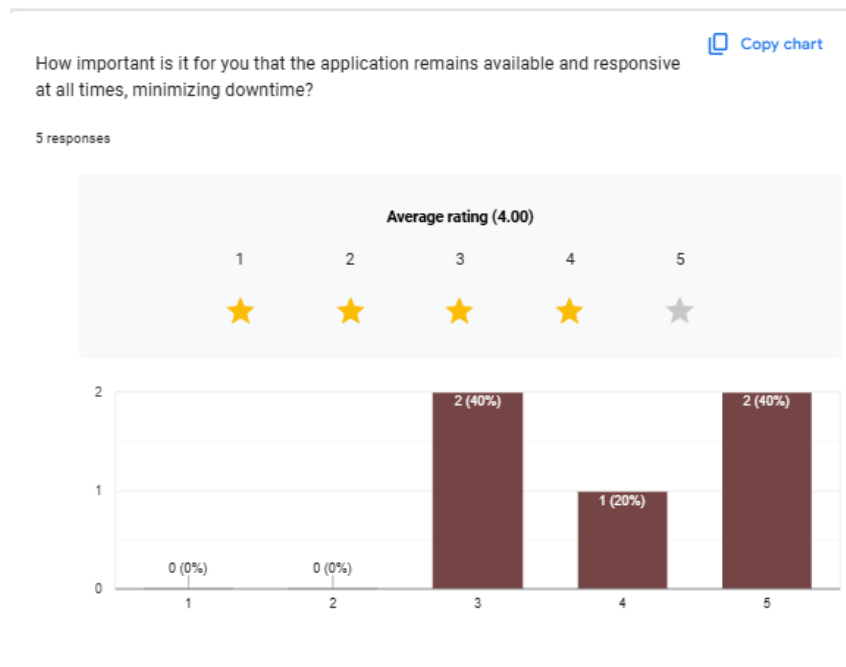 Copy chart
How important is it for you that the application remains available and responsive
at all times, minimizing downtime?
5 responses
Average rating (4.00)
1 2 3 4 5
2
2 (40%) 2 (40%)
1
1 (20%)
0 (0%) 0 (0%)
0
1 2 3 4 5